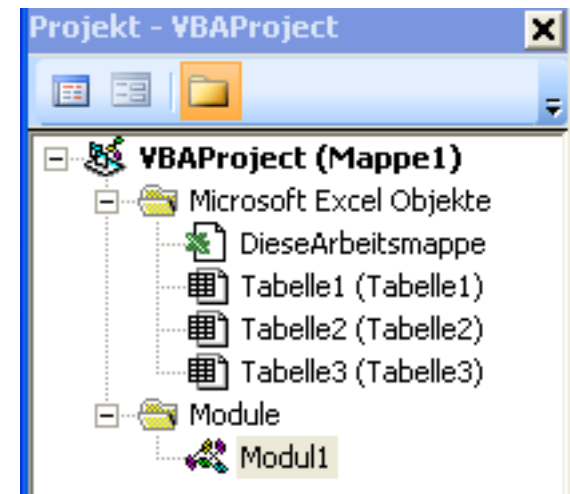 Projekt - VBAProject
VBAProject (Mappe1)
Microsoft Excel Objekte
DieseArbeitsmappe
Tabelle1 (Tabelle1)
Tabelle2 (Tabelle2)
Tabelle3 (Tabelle3)
Module
Modul1